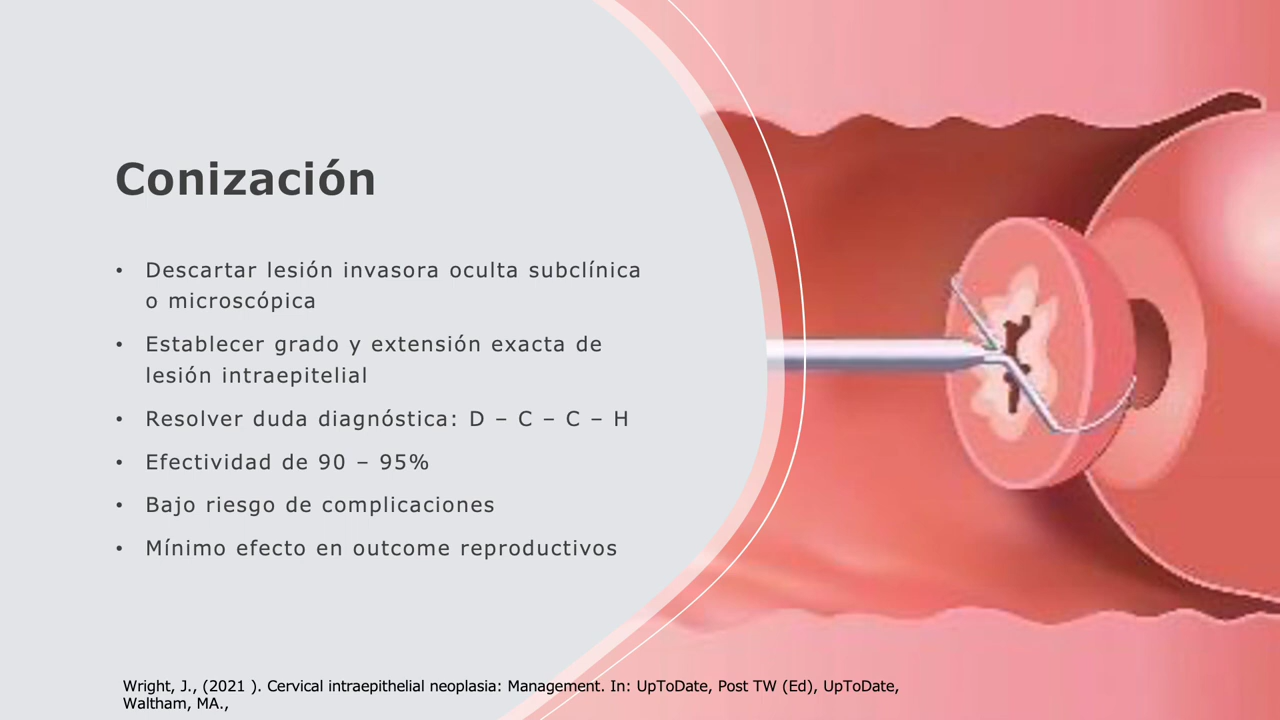 Conización
• Descartar lesión invasora oculta subclínica
o microscópica
• Establecer grado y extensión exacta de
lesión intraepitelial
• Resolver duda diagnóstica: D – C – C – H
• Efectividad de 90 – 95%
• Bajo riesgo de complicaciones
• Mínimo efecto en outcome reproductivos
Wright, J., (2021 ). Cervical intraepithelial neoplasia: Management. In: UpToDate, Post TW (Ed), UpToDate,
Waltham, MA.,